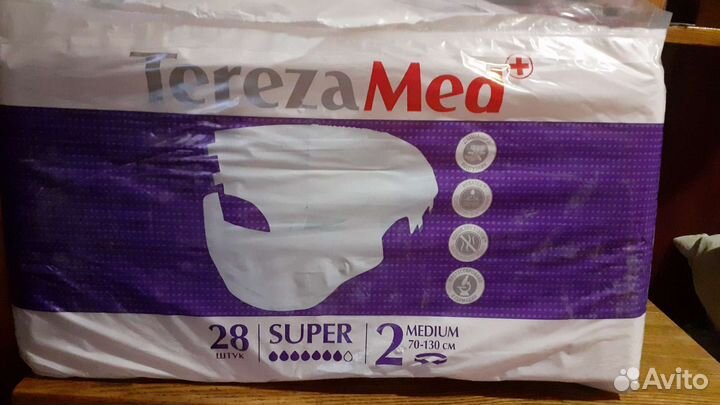 TerezaMed
28 | SUPER | 2 MEDIUM
ШТУК 70-130 СМ
Avito